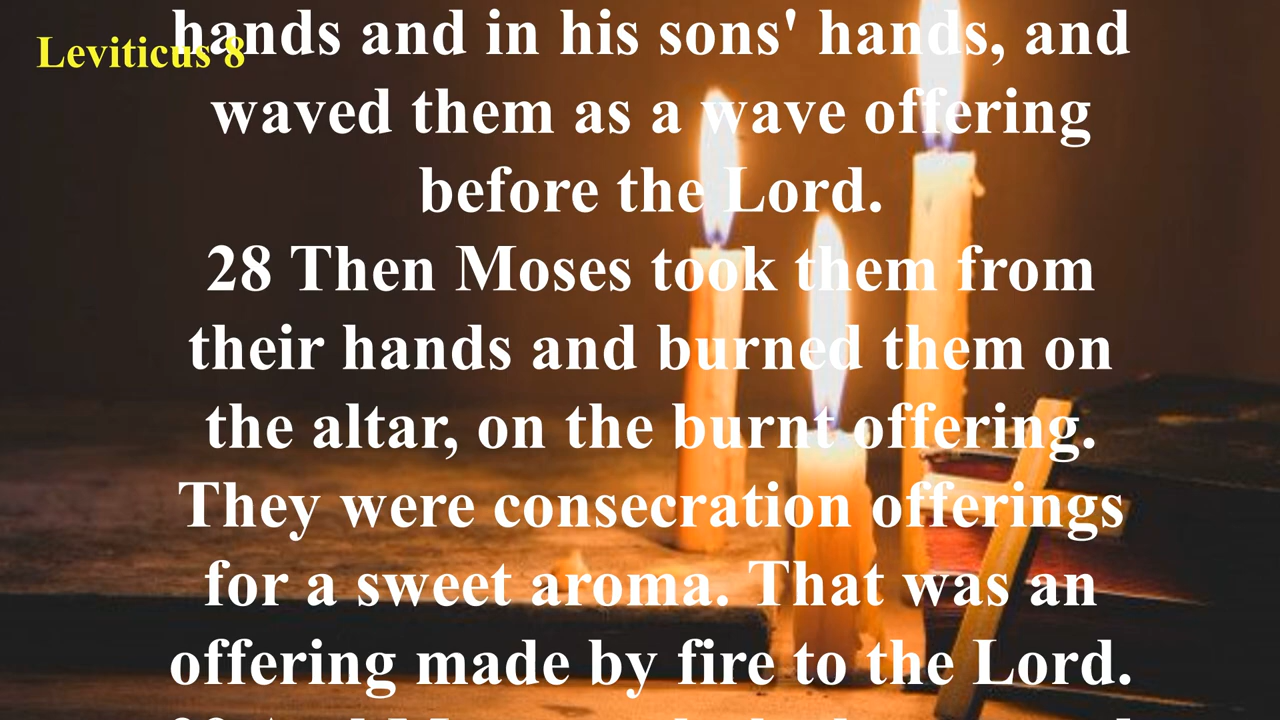 Leviticus 8
hands and in his sons' hands, and
waved them as a wave offering
before the Lord.
28 Then Moses took them from
their hands and burned them on
the altar, on the burnt offering.
They were consecration offerings
for a sweet aroma. That was an
offering made by fire to the Lord.